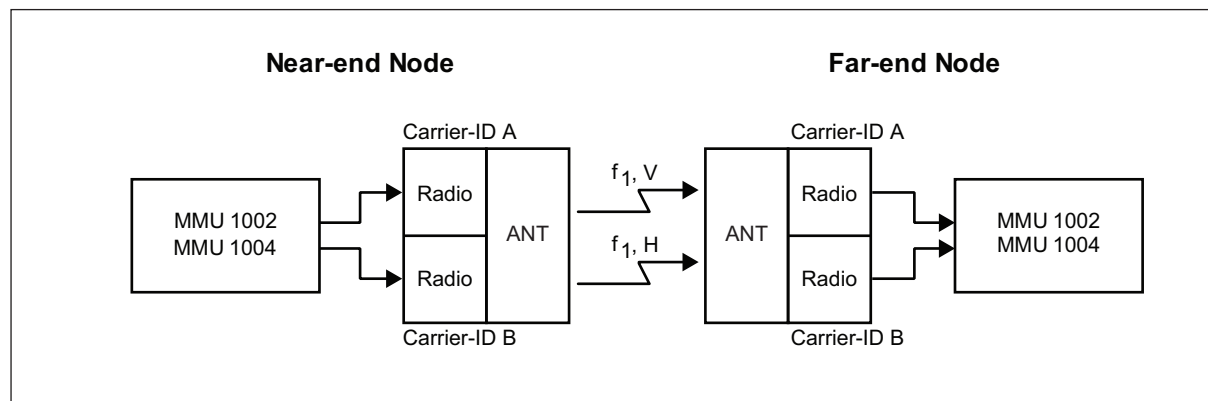 Near-end Node
Far-end Node
Carrier-ID A
Carrier-ID A
MMU 1002
MMU 1004
Radio
Radio
ANT
f1, V
f1, H
ANT
Radio
Radio
MMU 1002
MMU 1004
Carrier-ID B
Carrier-ID B